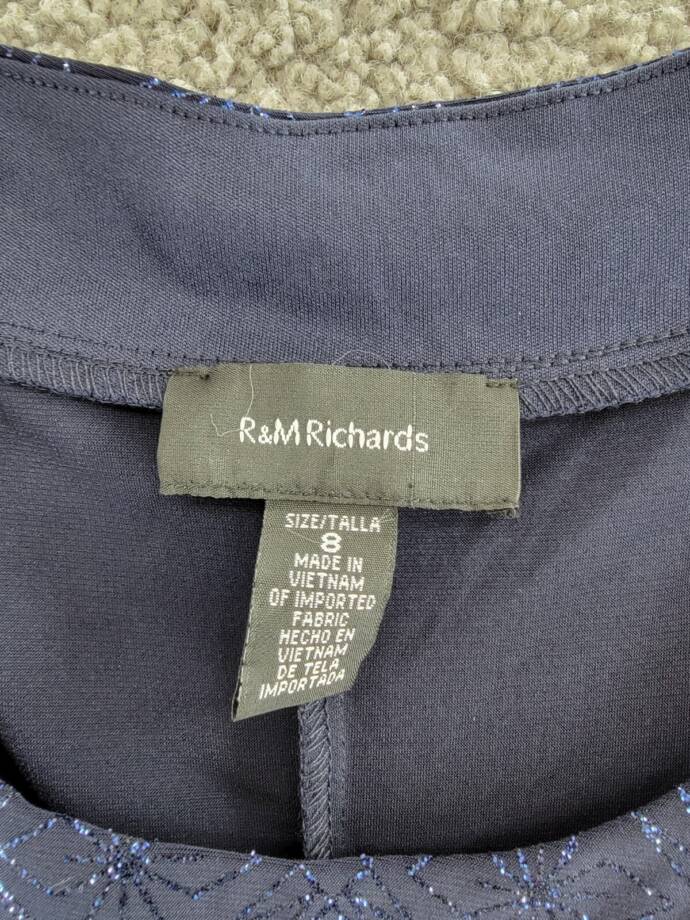 R&M Richards
SIZE/TALLA
8
MADE IN
VIETNAM
OF IMPORTED
FABRIC
HECHO EN
VIETNAM
DE TELA
IMPORTADA